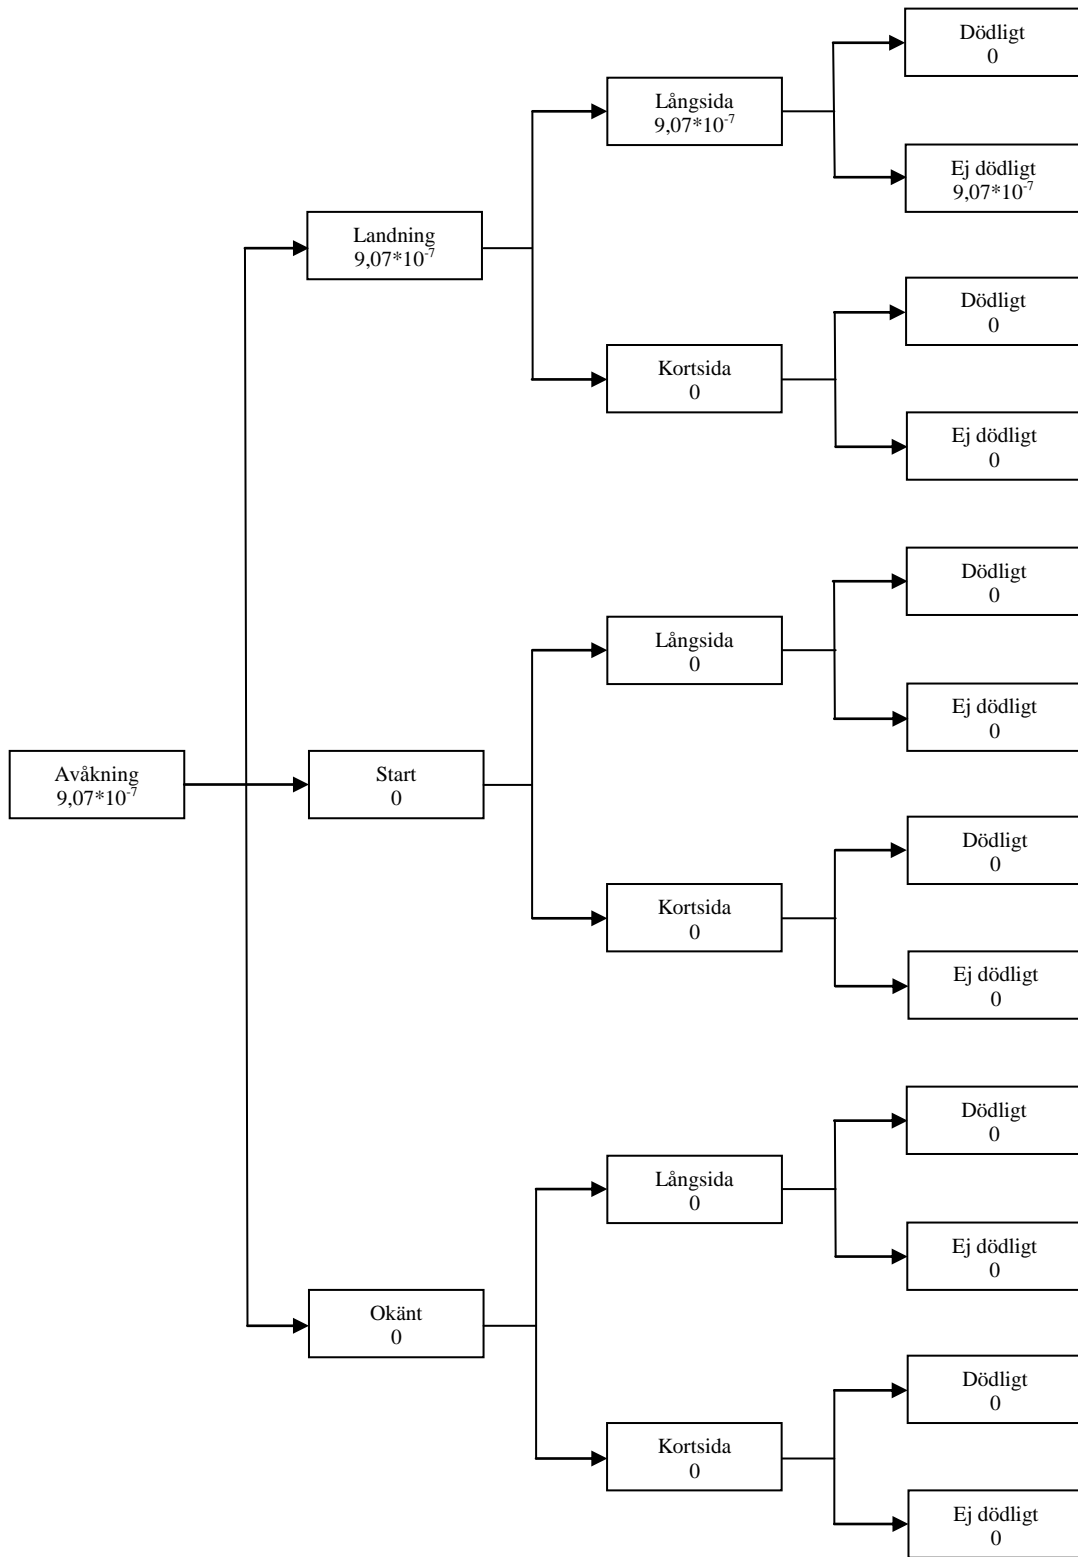 Dödligt
0
Långsida
9,07*10⁻⁷
Ej dödligt
9,07*10⁻⁷
Landning
9,07*10⁻⁷
Dödligt
0
Kortsida
0
Ej dödligt
0
Dödligt
0
Långsida
0
Ej dödligt
0
Avåkning
9,07*10⁻⁷
Start
0
Dödligt
0
Kortsida
0
Ej dödligt
0
Dödligt
0
Långsida
0
Ej dödligt
0
Okänt
0
Dödligt
0
Kortsida
0
Ej dödligt
0